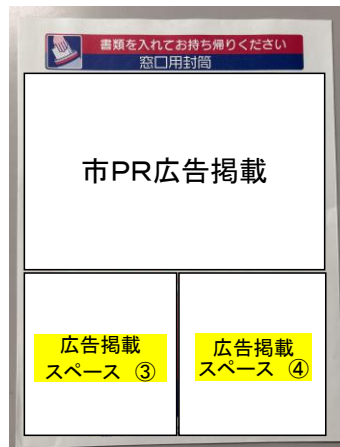 書類を入れてお持ち帰りください
窓口用封筒
市PR広告掲載
広告掲載
スペース ③
広告掲載
スペース ④